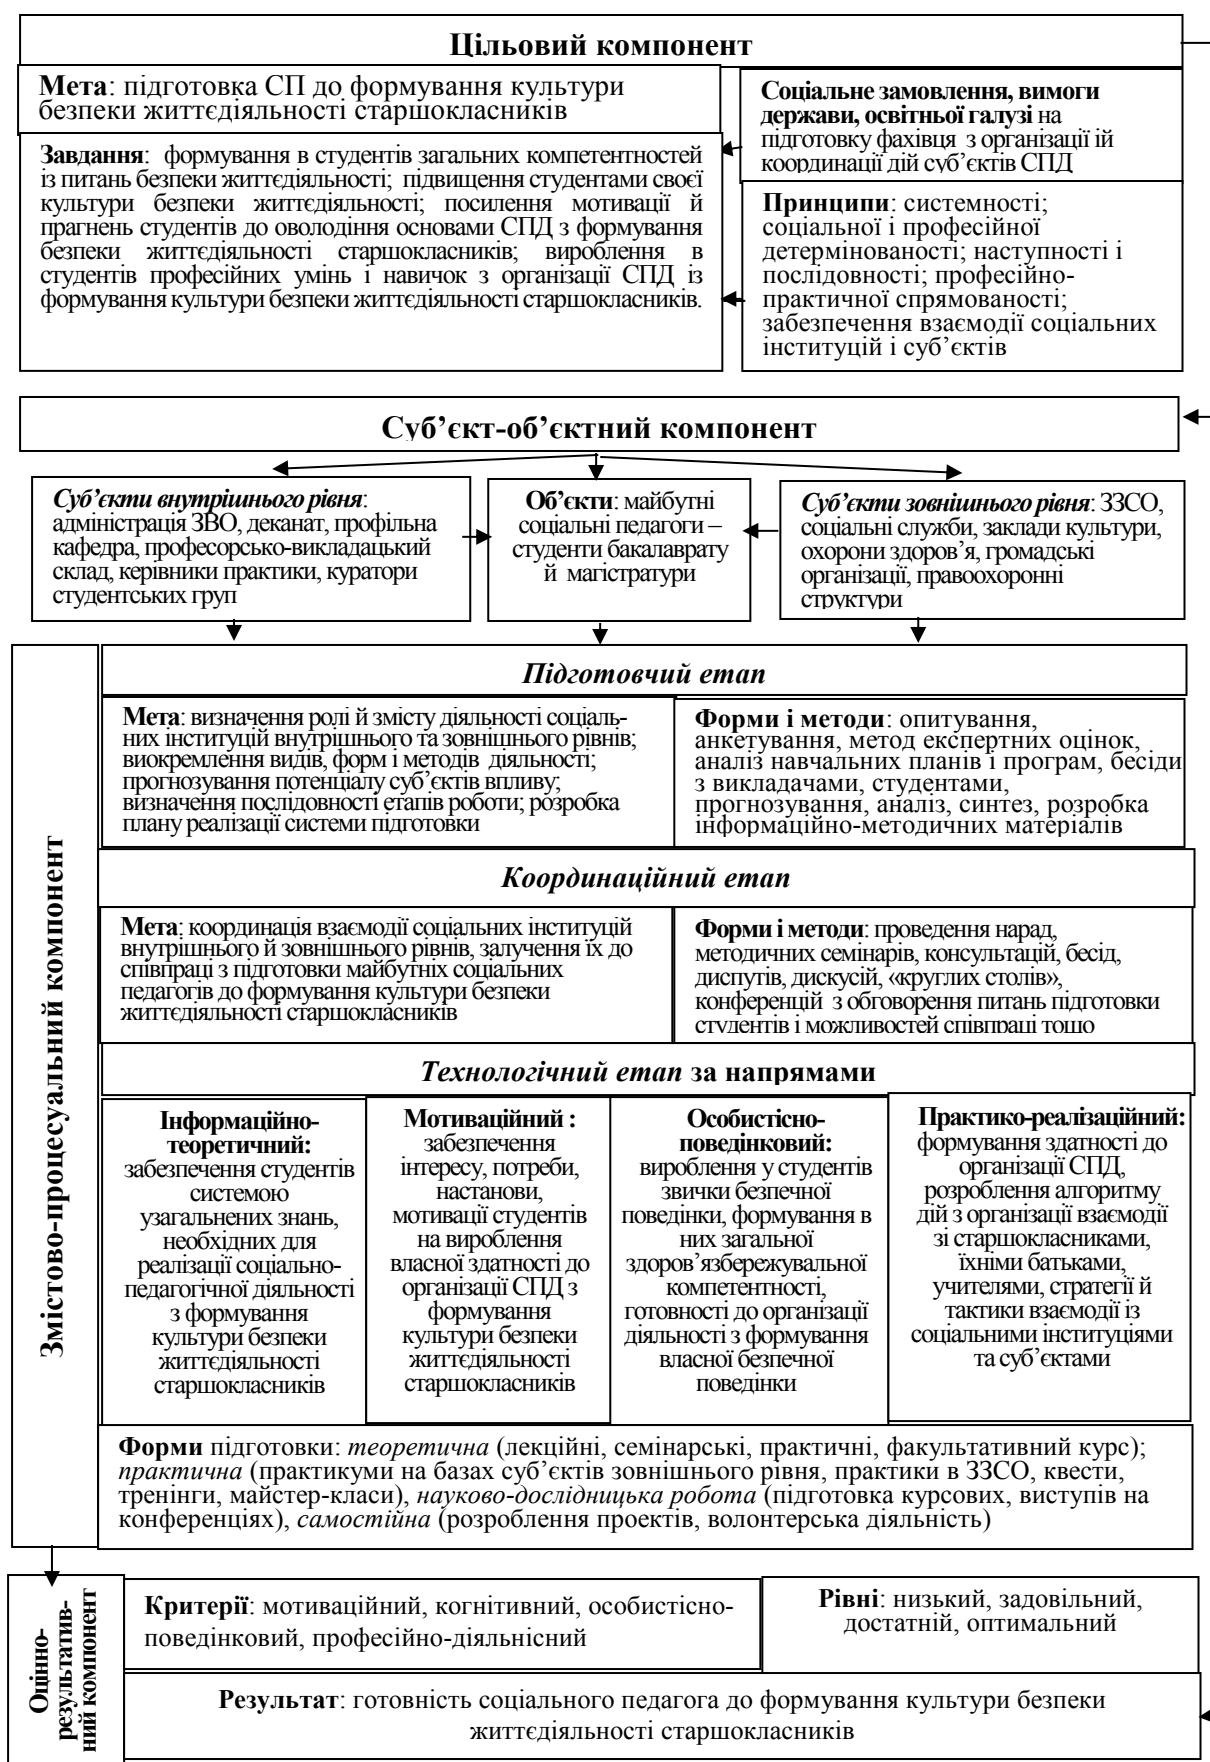 Цільовий компонент
Мета: підготовка СП до формування культури
безпеки життєдіяльності старшокласників
Соціальне замовлення, вимоги
держави, освітньої галузі на
підготовку фахівця з організації їй
координації дій суб’єктів СПД
Завдання: формування в студентів загальних компетентностей
із питань безпеки життєдіяльності; підвищення студентами своєї
культури безпеки життєдіяльності; посилення мотивації й
прагнень студентів до оволодіння основами СПД з формування
безпеки життєдіяльності старшокласників; вироблення в
студентів професійних умінь і навичок з організації СПД із
формування культури безпеки життєдіяльності старшокласників.
Принципи: системності;
соціальної і професійної
детермінованості; наступності і
послідовності; професійно-
практичної спрямованості;
забезпечення взаємодії соціальних
інституцій і суб’єктів
Суб’єкт-об’єктний компонент
Суб’єкти внутрішнього рівня:
адміністрація ЗВО, деканат, профільна
кафедра, професорсько-викладацький
склад, керівники практики, куратори
студентських груп
Об’єкти: майбутні
соціальні педагоги –
студенти бакалаврату
й магістратури
Суб’єкти зовнішнього рівня: ЗЗСО,
соціальні служби, заклади культури,
охорони здоров’я, громадські
організації, правоохоронні
структури
Змістово-процесуальний компонент
Підготовчий етап
Мета: визначення ролі й змісту діяльності соціаль-
них інституцій внутрішнього та зовнішнього рівнів;
виокремлення видів, форм і методів діяльності;
прогнозування потенціалу суб’єктів впливу;
визначення послідовності етапів роботи; розробка
плану реалізації системи підготовки
Форми і методи: опитування,
анкетування, метод експертних оцінок,
аналіз навчальних планів і програм, бесіди
з викладачами, студентами,
прогнозування, аналіз, синтез, розробка
інформаційно-методичних матеріалів
Координаційний етап
Мета: координація взаємодії соціальних інституцій
внутрішнього й зовнішнього рівнів, залучення їх до
співпраці з підготовки майбутніх соціальних
педагогів до формування культури безпеки
життєдіяльності старшокласників
Форми і методи: проведення нарад,
методичних семінарів, консультацій, бесід,
диспутів, дискусій, «круглих столів»,
конференцій з обговорення питань підготовки
студентів і можливостей співпраці тошо
Технологічний етап за напрямами
Інформаційно-
теоретичний:
забезпечення студентів
системою
узагальнених знань,
необхідних для
реалізації соціально-
педагогічної діяльності
з формування
культури безпеки
життєдіяльності
старшокласників
Мотиваційний :
забезпечення
інтересу, потреби,
настанови,
мотивації студентів
на вироблення
власної здатності до
організації СПД з
формування
культури безпеки
життєдіяльності
старшокласників
Особистісно-
поведінковий:
вироблення у студентів
звички безпечної
поведінки, формування в
них загальної
здоров’язбережувальної
компетентності,
готовності до організації
діяльності з формування
власної безпечної
поведінки
Практико-реалізаційний:
формування здатності до
організації СПД,
розроблення алгоритму
дій з організації взаємодії
зі старшокласниками,
їхніми батьками,
учителями, стратегії й
тактики взаємодії із
соціальними інституціями
та суб’єктами
Форми підготовки: теоретична (лекційні, семінарські, практичні, факультативний курс);
практична (практикуми на базах суб’єктів зовнішнього рівня, практики в ЗЗСО, квести,
тренінги, майстер-класи), науково-дослідницька робота (підготовка курсових, виступів на
конференціях), самостійна (розроблення проектів, волонтерська діяльність)
Оцінно-
результатив-
ний компонент
Критерії: мотиваційний, когнітивний, особистісно-
поведінковий, професійно-діяльнісний
Рівні: низький, задовільний,
достатній, оптимальний
Результат: готовність соціального педагога до формування культури безпеки
життєдіяльності старшокласників